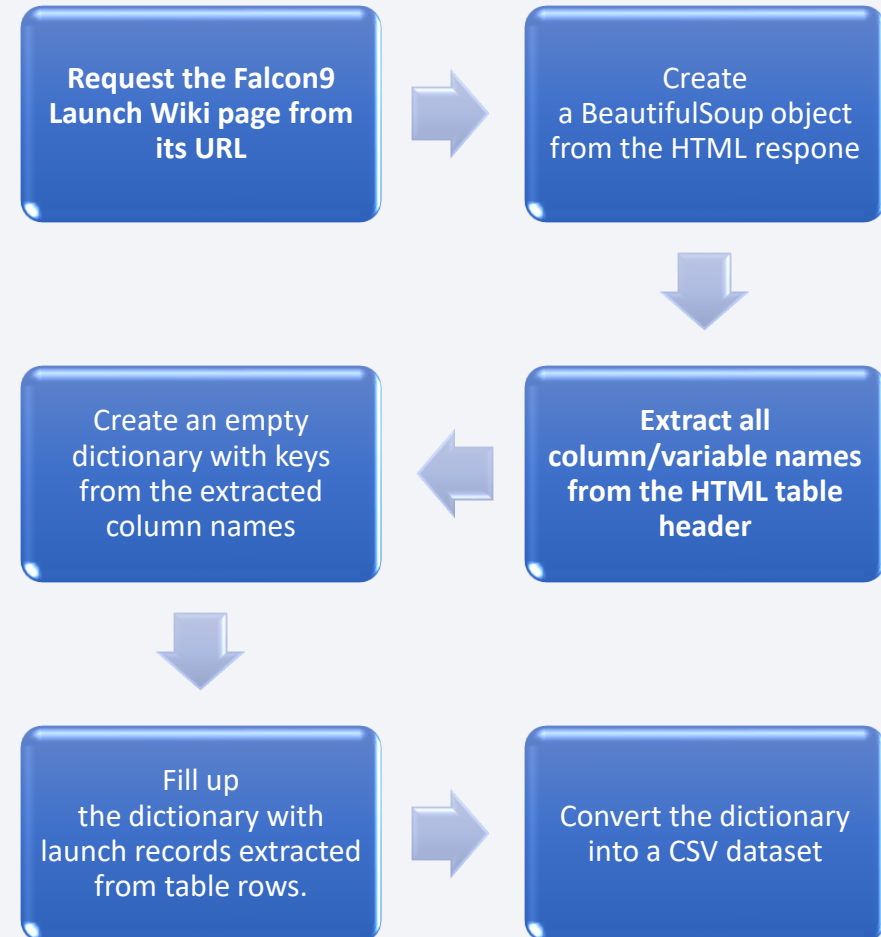 Request the Falcon9
Launch Wiki page from
its URL
Create
a BeautifulSoup object
from the HTML respone
Extract all
column/variable names
from the HTML table
header
Create an empty
dictionary with keys
from the extracted
column names
Fill up
the dictionary with
launch records extracted
from table rows.
Convert the dictionary
into a CSV dataset